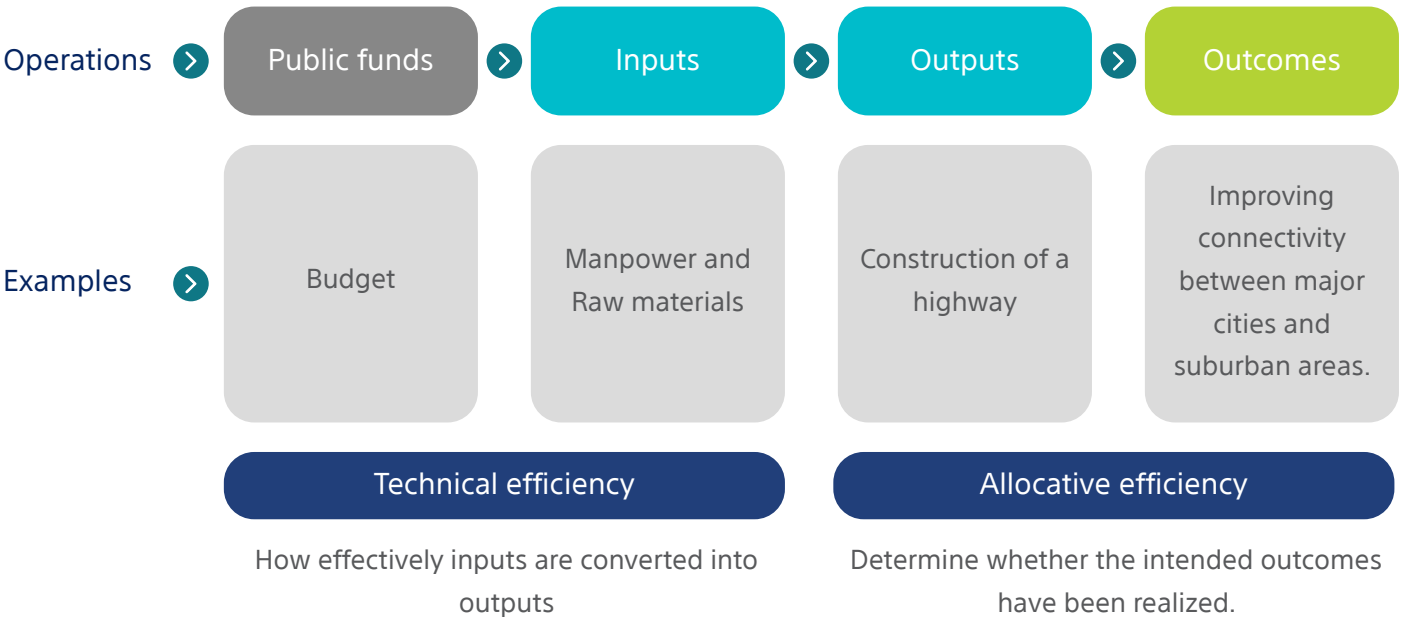 Operations
Public funds
Inputs
Outputs
Outcomes
Examples
Budget
Manpower and
Raw materials
Construction of a
highway
Improving
connectivity
between major
cities and
suburban areas.
Technical efficiency
Allocative efficiency
How effectively inputs are converted into
outputs
Determine whether the intended outcomes
have been realized.